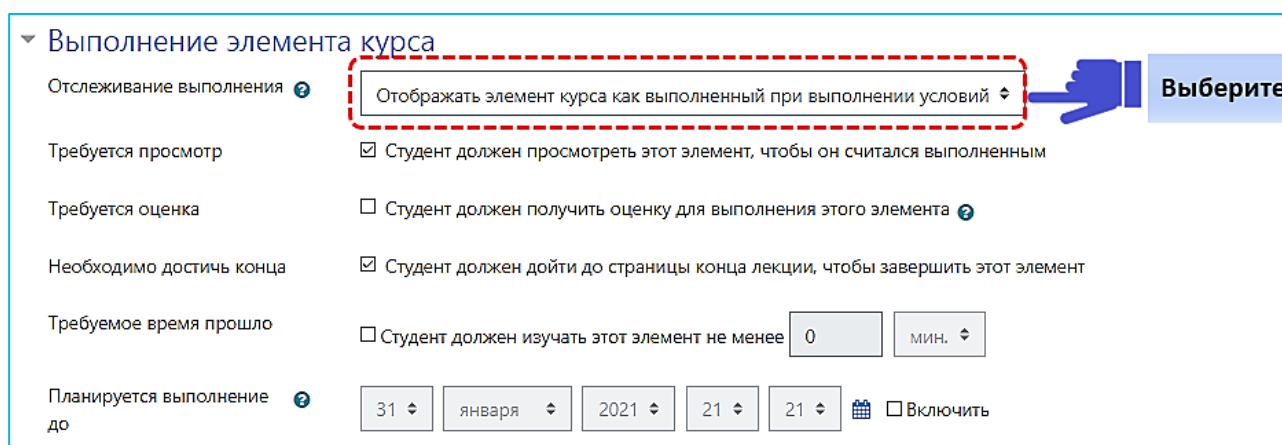 Выполнение элемента курса
Отслеживание выполнения
Отображать элемент курса как выполненный при выполнении условий
Выберите
Требуется просмотр
Студент должен просмотреть этот элемент, чтобы он считался выполненным
Требуется оценка
Студент должен получить оценку для выполнения этого элемента
Необходимо достичь конца
Студент должен дойти до страницы конца лекции, чтобы завершить этот элемент
Требуемое время прошло
Студент должен изучать этот элемент не менее 0 мин.
Планируется выполнение
до
31 января 2021 21 21 Включить